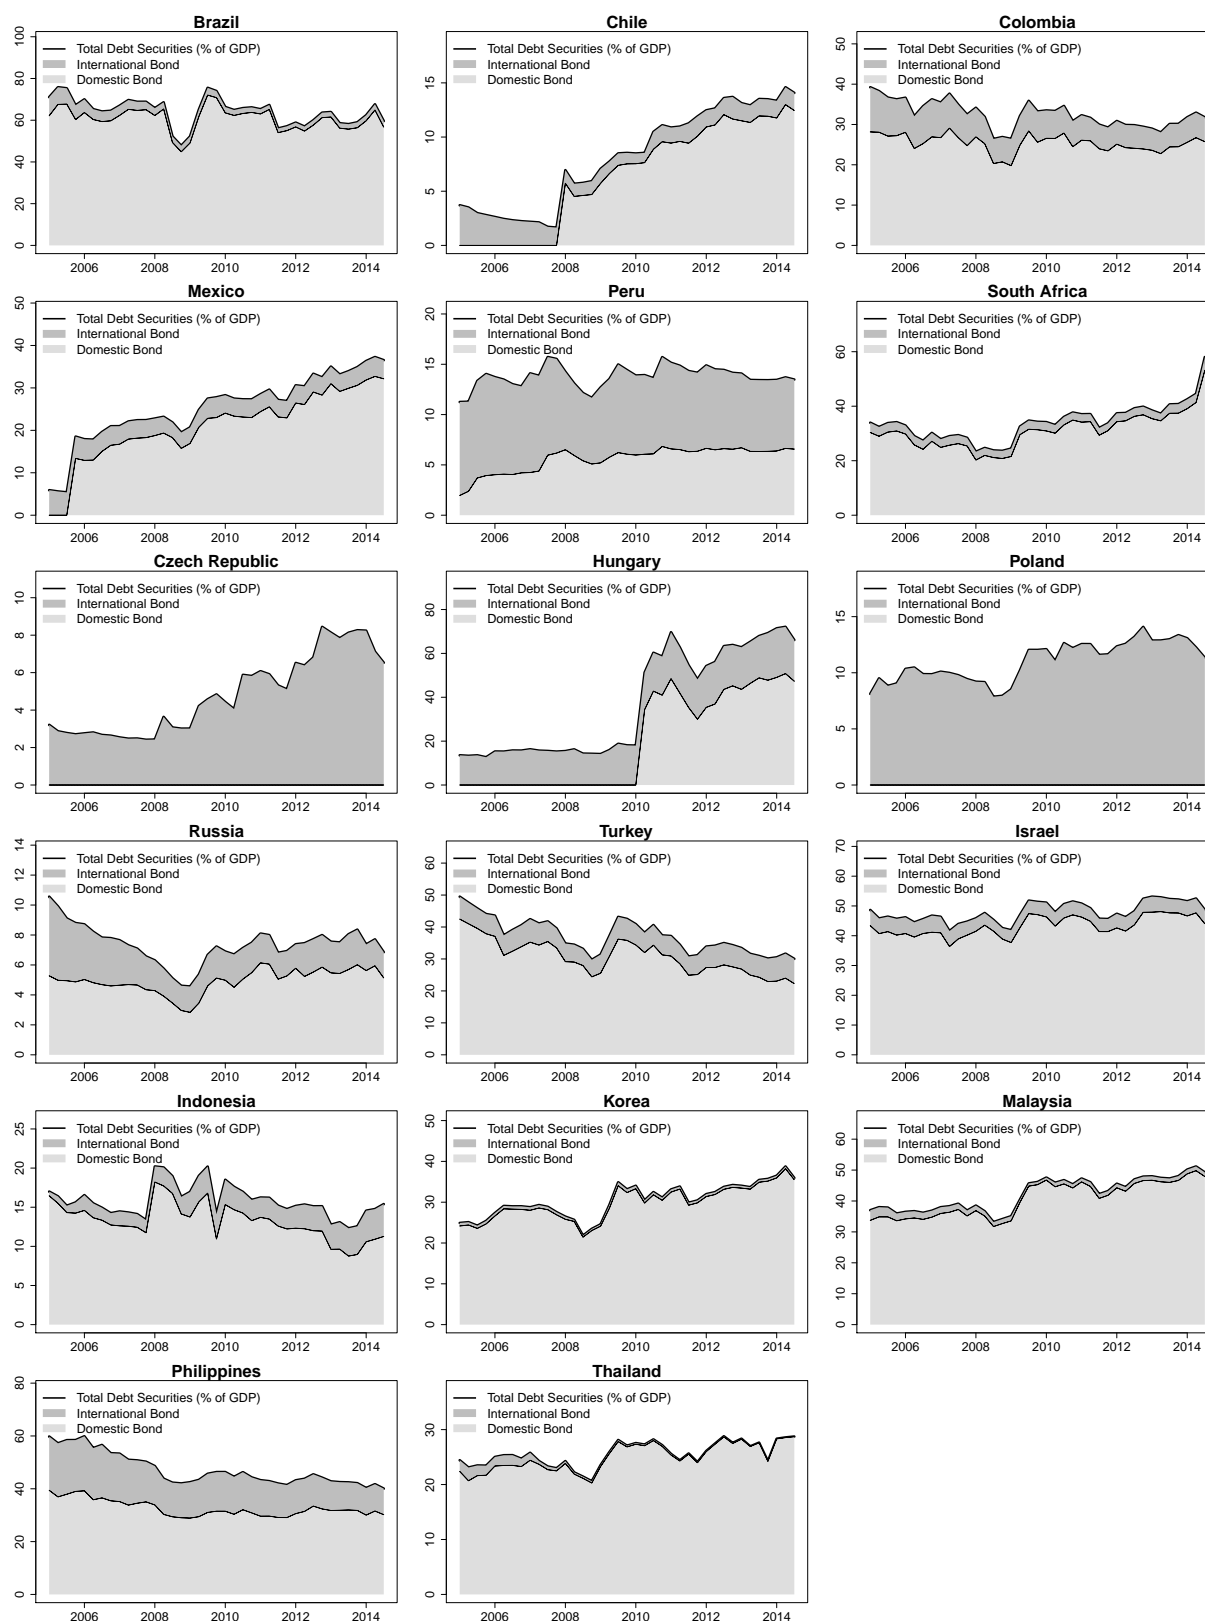 Brazil
Total Debt Securities (% of GDP)
International Bond
Domestic Bond
0 20 40 60 80 100
2006 2008 2010 2012 2014
Chile
Total Debt Securities (% of GDP)
International Bond
Domestic Bond
0 5 10 15
2006 2008 2010 2012 2014
Colombia
Total Debt Securities (% of GDP)
International Bond
Domestic Bond
0 10 20 30 40 50
2006 2008 2010 2012 2014
Mexico
Total Debt Securities (% of GDP)
International Bond
Domestic Bond
0 10 20 30 40 50
2006 2008 2010 2012 2014
Peru
Total Debt Securities (% of GDP)
International Bond
Domestic Bond
0 5 10 15 20
2006 2008 2010 2012 2014
South Africa
Total Debt Securities (% of GDP)
International Bond
Domestic Bond
0 20 40 60
2006 2008 2010 2012 2014
Czech Republic
Total Debt Securities (% of GDP)
International Bond
Domestic Bond
0 2 4 6 8 10
2006 2008 2010 2012 2014
Hungary
Total Debt Securities (% of GDP)
International Bond
Domestic Bond
0 20 40 60 80
2006 2008 2010 2012 2014
Poland
Total Debt Securities (% of GDP)
International Bond
Domestic Bond
0 5 10 15
2006 2008 2010 2012 2014
Russia
Total Debt Securities (% of GDP)
International Bond
Domestic Bond
0 2 4 6 8 10 12 14
2006 2008 2010 2012 2014
Turkey
Total Debt Securities (% of GDP)
International Bond
Domestic Bond
0 10 20 30 40 50 60
2006 2008 2010 2012 2014
Israel
Total Debt Securities (% of GDP)
International Bond
Domestic Bond
0 10 20 30 40 50 60 70
2006 2008 2010 2012 2014
Indonesia
Total Debt Securities (% of GDP)
International Bond
Domestic Bond
0 5 10 15 20 25
2006 2008 2010 2012 2014
Korea
Total Debt Securities (% of GDP)
International Bond
Domestic Bond
0 10 20 30 40 50
2006 2008 2010 2012 2014
Malaysia
Total Debt Securities (% of GDP)
International Bond
Domestic Bond
0 10 20 30 40 50 60
2006 2008 2010 2012 2014
Philippines
Total Debt Securities (% of GDP)
International Bond
Domestic Bond
0 20 40 60 80
2006 2008 2010 2012 2014
Thailand
Total Debt Securities (% of GDP)
International Bond
Domestic Bond
0 10 20 30
2006 2008 2010 2012 2014